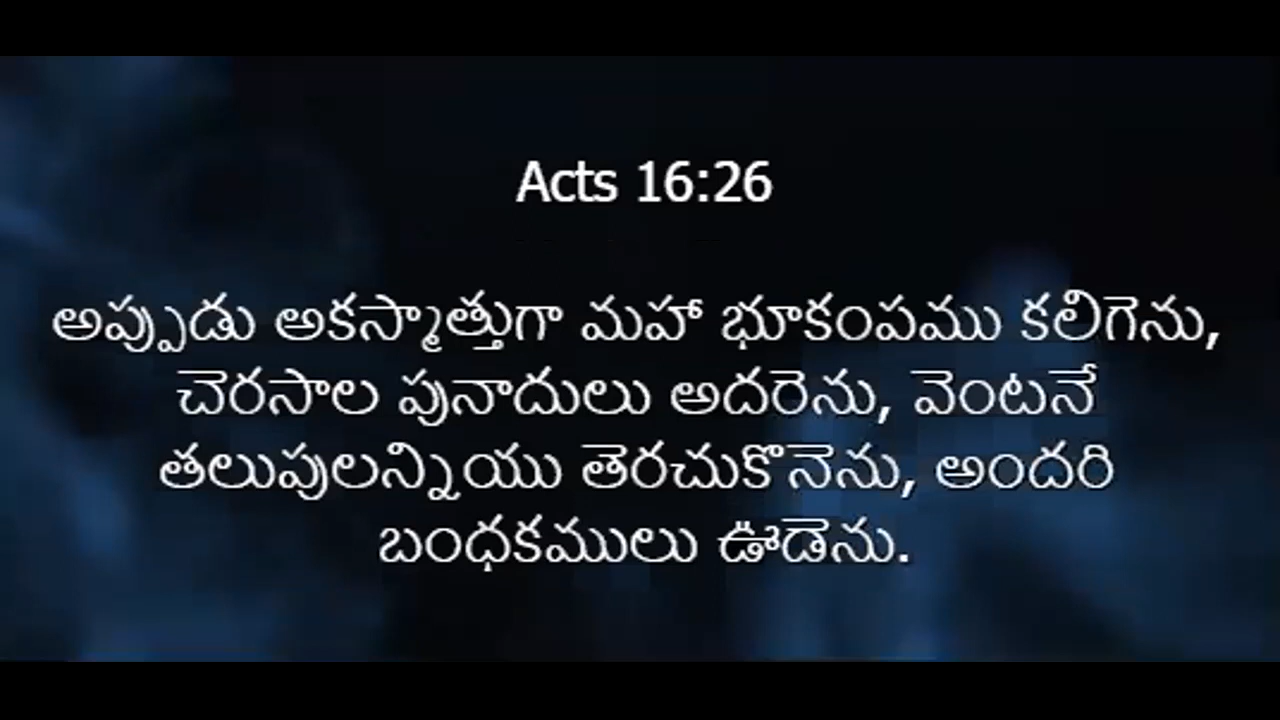 Acts 16:26
అప్పుడు అకస్మాత్తుగా మహా భూకంపము కలిగెను,
చెరసాల పునాదులు అదరెను, వెంటనే
తలుపులన్నియు తెరచుకొనెను, అందరి
బంధకములు ఊడెను.